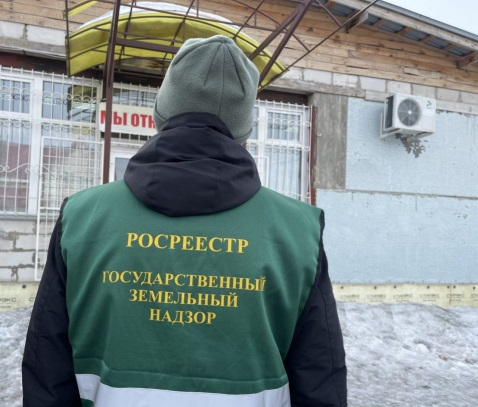 МЫ ОТК
РОСРЕЕСТР
ГОСУДАРСТВЕННЫЙ
ЗЕМЕЛЬНЫЙ
НАДЗОР